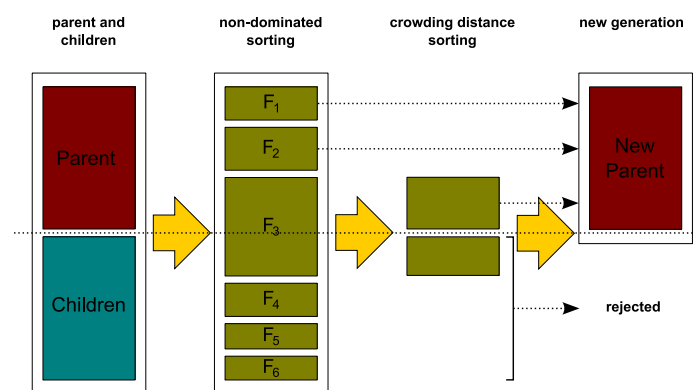 parent and
children
non-dominated
sorting
crowding distance
sorting
new generation
Parent
Children
F1
F2
F3
F4
F5
F6
New
Parent
rejected